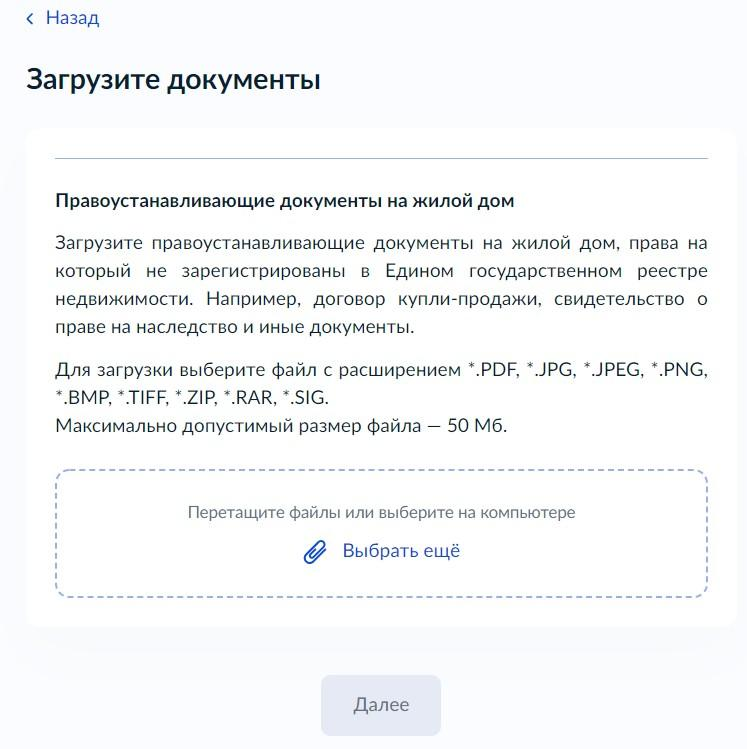 Назад
Загрузите документы
Правоустанавливающие документы на жилой дом
Загрузите правоустанавливающие документы на жилой дом, права на
который не зарегистрированы в Едином государственном реестре
недвижимости. Например, договор купли-продажи, свидетельство о
праве на наследство и иные документы.
Для загрузки выберите файл с расширением *.PDF, *.JPG, *.JPEG, *.PNG,
*.BMP, *.TIFF, *.ZIP, *.RAR, *.SIG.
Максимально допустимый размер файла — 50 Мб.
Перетащите файлы или выберите на компьютере
Выбрать ещё
Далее